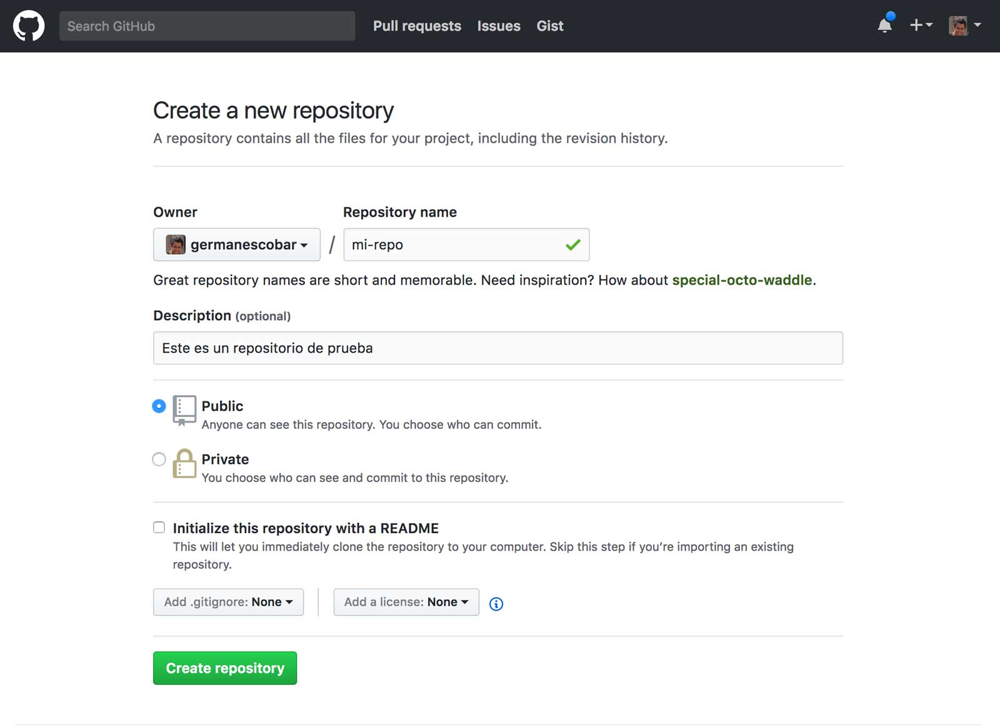 Search GitHub
Pull requests Issues Gist
Create a new repository
A repository contains all the files for your project, including the revision history.
Owner
Repository name
germanescobar / mi-repo
Great repository names are short and memorable. Need inspiration? How about special-octo-waddle.
Description (optional)
Este es un repositorio de prueba
Public
Anyone can see this repository. You choose who can commit.
Private
You choose who can see and commit to this repository.
Initialize this repository with a README
This will let you immediately clone the repository to your computer. Skip this step if you’re importing an existing
repository.
Add .gitignore: None
Add a license: None
Create repository